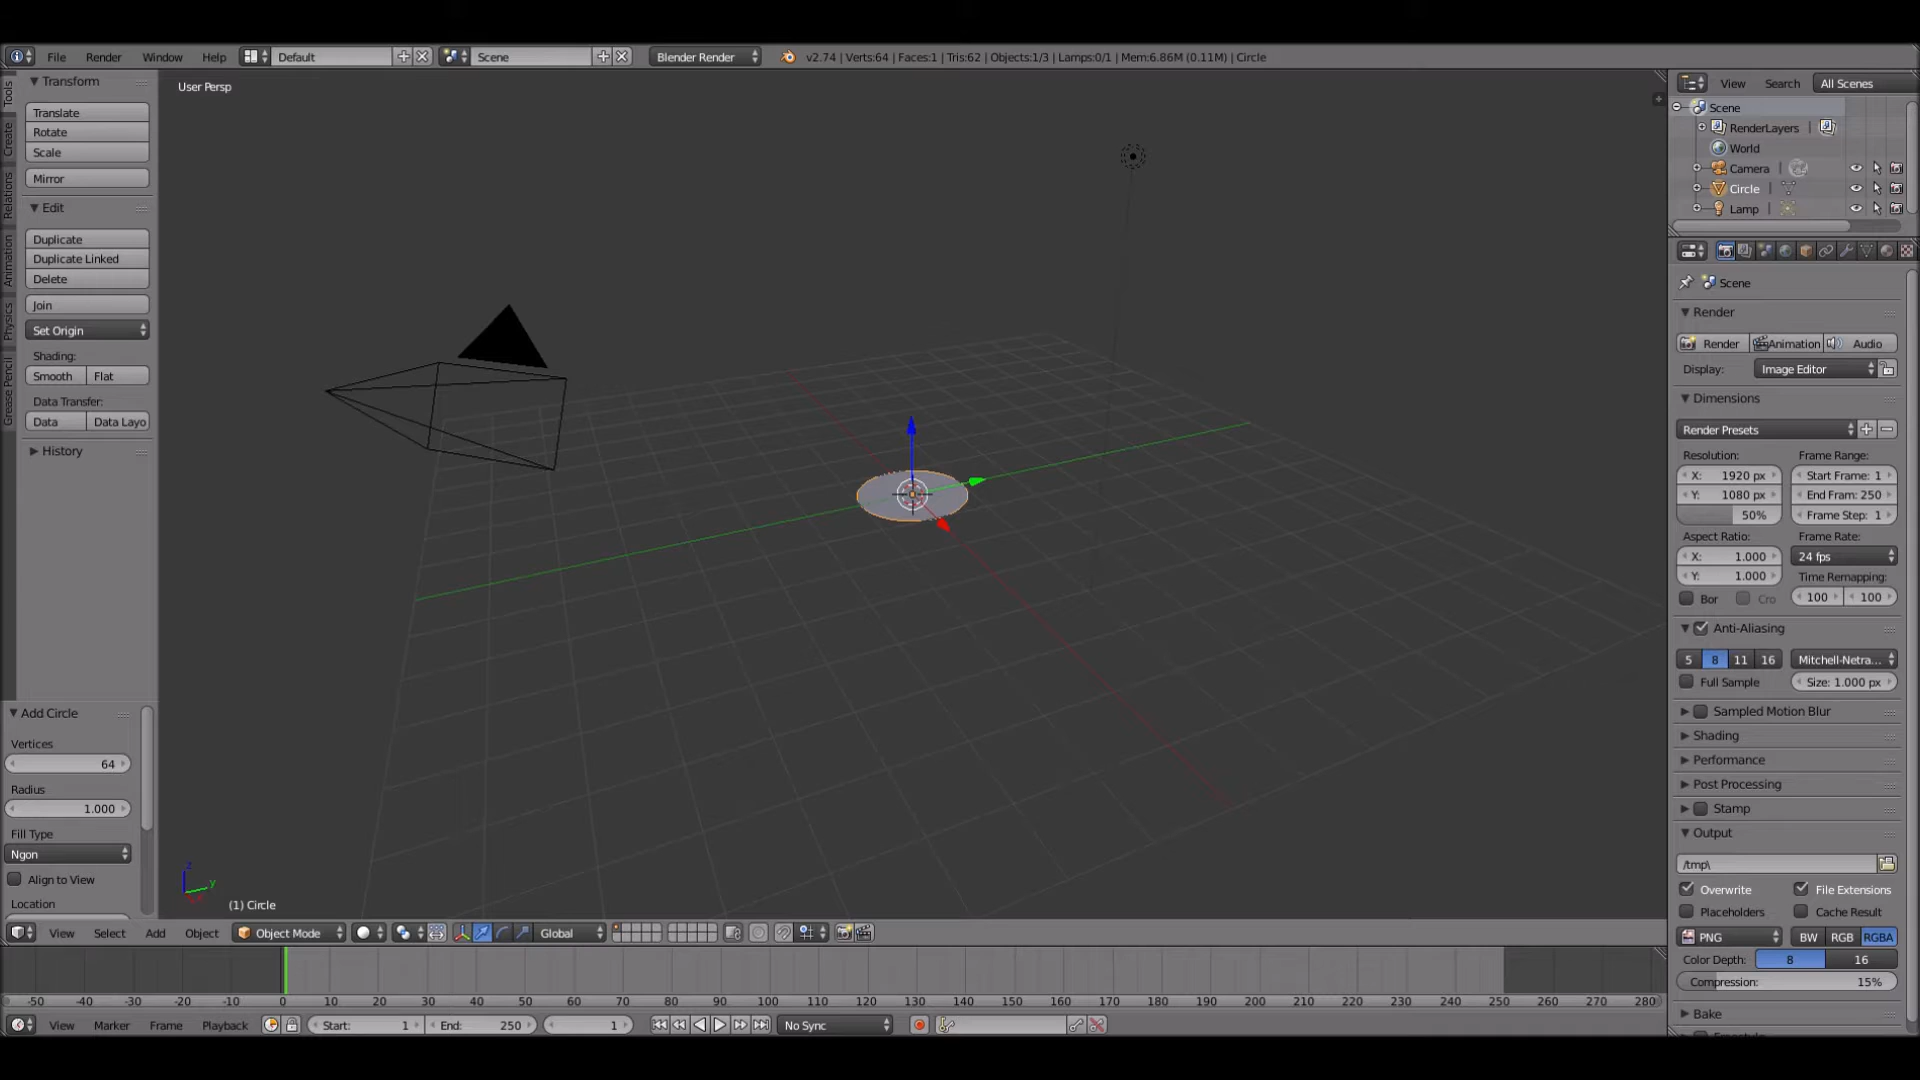 File Render Window Help Default Scene Blender Render v2.74 | Verts:64 | Faces:1 | Tris:62 | Objects:1/3 | Lamps:0/1 | Mem:6.86M (0.11M) | Circle
Tools
Create
Relations
Animation
Physics
Grease Pencil
Transform
Translate
Rotate
Scale
Mirror
Edit
Duplicate
Duplicate Linked
Delete
Join
Set Origin
Shading:
Smooth Flat
Data Transfer:
Data Data Layo
History
Add Circle
Vertices
64
Radius
1.000
Fill Type
Ngon
Align to View
Location
User Persp
z
y
(1) Circle
View Select Add Object Object Mode Global
-50 -40 -30 -20 -10 0 10 20 30 40 50 60 70 80 90 100 110 120 130 140 150 160 170 180 190 200 210 220 230 240 250 260 270 280
View Marker Frame Playback Start: 1 End: 250 1 No Sync
View Search All Scenes
Scene
RenderLayers |
World
Camera |
Circle |
Lamp |
Scene
Render
Render Animation Audio
Display: Image Editor
Dimensions
Render Presets
Resolution: Frame Range:
X: 1920 px Start Frame: 1
Y: 1080 px End Fram: 250
50% Frame Step: 1
Aspect Ratio: Frame Rate:
X: 1.000 24 fps
Y: 1.000 Time Remapping:
Bor Cro 100 100
Anti-Aliasing
5 8 11 16 Mitchell-Netra...
Full Sample Size: 1.000 px
Sampled Motion Blur
Shading
Performance
Post Processing
Stamp
Output
/tmp\
Overwrite File Extensions
Placeholders Cache Result
PNG BW RGB RGBA
Color Depth: 8 16
Compression: 15%
Bake